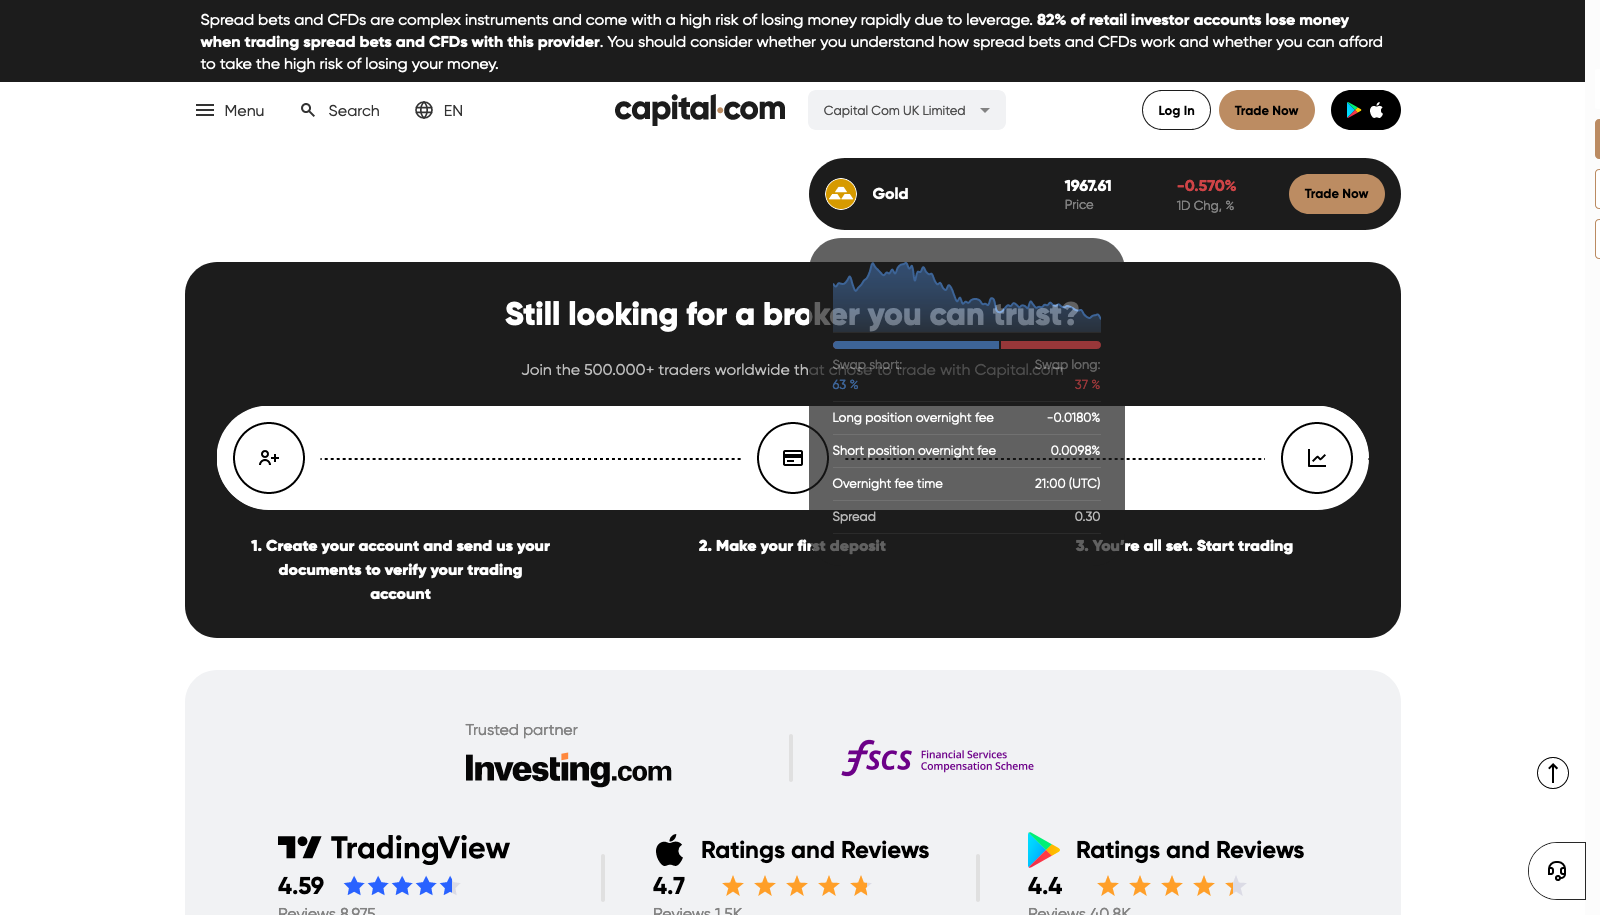 Spread bets and CFDs are complex instruments and come with a high risk of losing money rapidly due to leverage. 82% of retail investor accounts lose money
when trading spread bets and CFDs with this provider. You should consider whether you understand how spread bets and CFDs work and whether you can afford
to take the high risk of losing your money.
Menu
Search
EN
capital.com
Capital Com UK Limited
Log In
Trade Now
Gold
1967.61
Price
-0.570%
1D Chg, %
Trade Now
Still looking for a broker you can trust?
Join the 500.000+ traders worldwide that chose to trade with Capital.com
Swap short:
Swap long:
63 %
37 %
Long position overnight fee
-0.0180%
Short position overnight fee
0.0098%
Overnight fee time
21:00 (UTC)
Spread
0.30
1. Create your account and send us your
documents to verify your trading
account
2. Make your first deposit
3. You're all set. Start trading
Trusted partner
Investing.com
fscs
Financial Services
Compensation Scheme
TradingView
4.59
Reviews 8,975
Ratings and Reviews
4.7
Reviews 1.5K
Ratings and Reviews
4.4
Reviews 40.8K